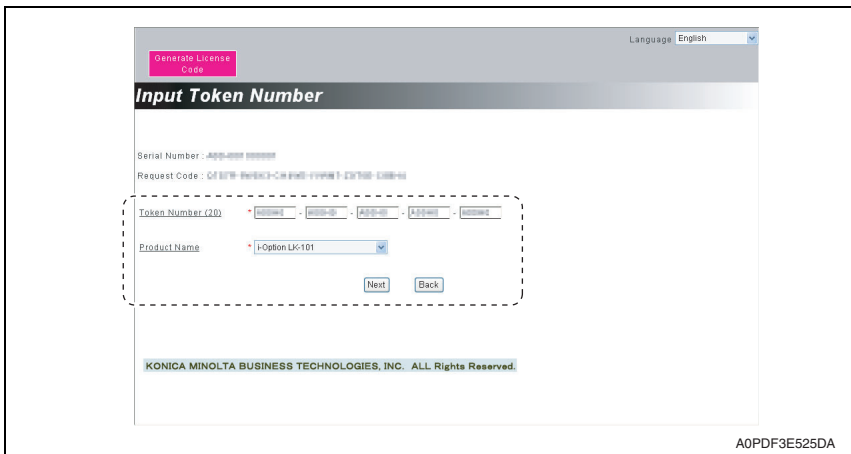 Language English
Generate License
Code
Input Token Number
Serial Number :
Request Code :
Token Number (20) * - - - -
Product Name * i-Option LK-101
Next Back
KONICA MINOLTA BUSINESS TECHNOLOGIES, INC. ALL Rights Reserved.
A0PDF3E525DA